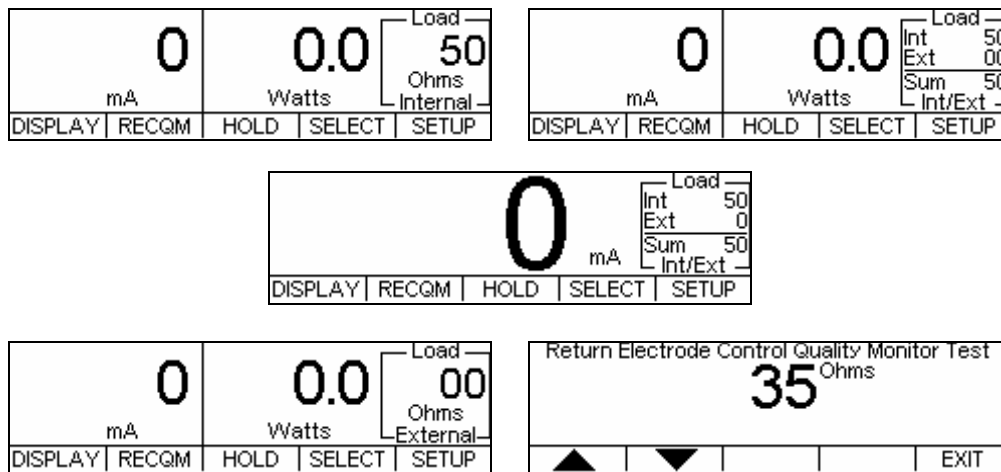 Load
0 0.0 50
Ohms
mA Watts Internal
DISPLAY RECQM HOLD SELECT SETUP
Load
Int 50
0 0.0 Ext 00
Sum 50
mA Watts Int/Ext
DISPLAY RECQM HOLD SELECT SETUP
Load
Int 50
0 Ext 0
mA Sum 50
Int/Ext
DISPLAY RECQM HOLD SELECT SETUP
Load
0 0.0 00
Ohms
mA Watts External
DISPLAY RECQM HOLD SELECT SETUP
Return Electrode Control Quality Monitor Test
35 Ohms
EXIT